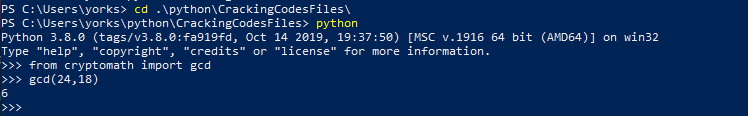 PS C:\Users\yorks> cd .\python\CrackingCodesFiles\
PS C:\Users\yorks\python\CrackingCodesFiles> python
Python 3.8.0 (tags/v3.8.0:fa919fd, Oct 14 2019, 19:37:50) [MSC v.1916 64 bit (AMD64)] on win32
Type "help", "copyright", "credits" or "license" for more information.
>>> from cryptomath import gcd
>>> gcd(24,18)
6
>>>